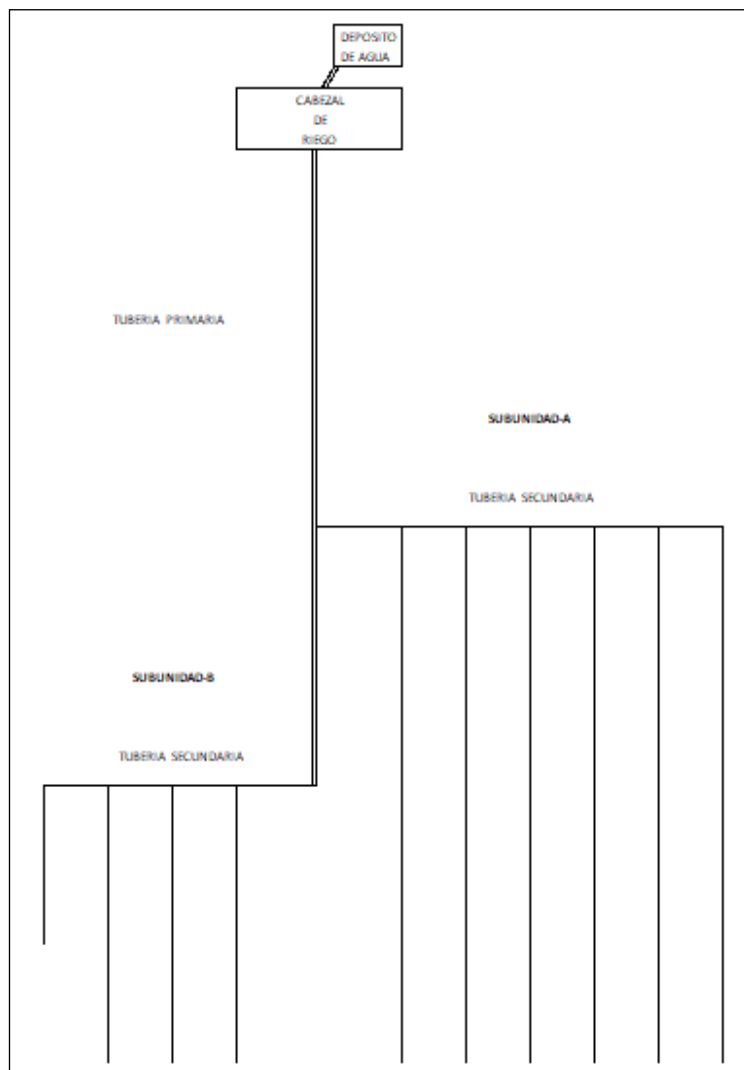 DEPOSITO
DE AGUA
CABEZAL
DE
RIEGO
TUBERIA PRIMARIA
SUBUNIDAD-A
TUBERIA SECUNDARIA
SUBUNIDAD-B
TUBERIA SECUNDARIA